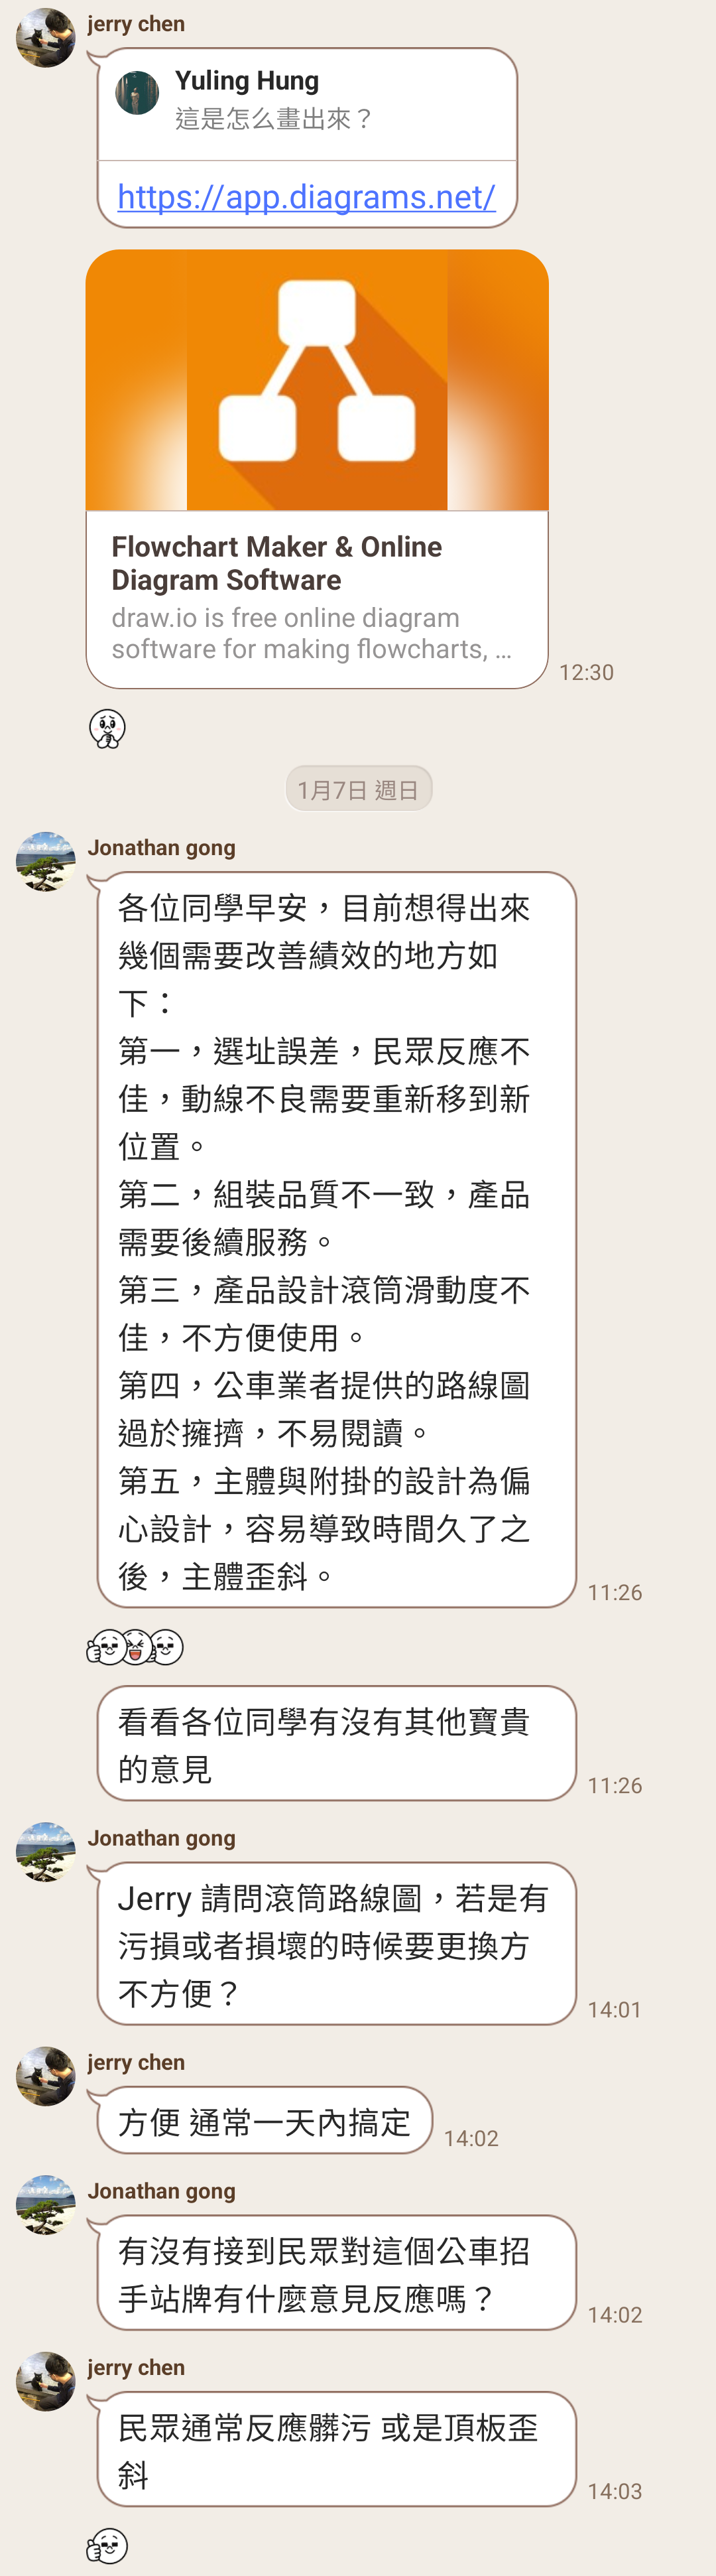 jerry chen
Yuling Hung
這是怎么畫出來？
https://app.diagrams.net/
Flowchart Maker & Online
Diagram Software
draw.io is free online diagram
software for making flowcharts, ...
12:30
1月7日 週日
Jonathan gong
各位同學早安，目前想得出來
幾個需要改善績效的地方如
下：
第一，選址誤差，民眾反應不
佳，動線不良需要重新移到新
位置。
第二，組裝品質不一致，產品
需要後續服務。
第三，產品設計滾筒滑動度不
佳，不方便使用。
第四，公車業者提供的路線圖
過於擁擠，不易閱讀。
第五，主體與附掛的設計為偏
心設計，容易導致時間久了之
後，主體歪斜。
11:26
看看各位同學有沒有其他寶貴
的意見
11:26
Jonathan gong
Jerry 請問滾筒路線圖，若是有
污損或者損壞的時候要更換方
不方便？
14:01
jerry chen
方便 通常一天內搞定
14:02
Jonathan gong
有沒有接到民眾對這個公車招
手站牌有什麼意見反應嗎？
14:02
jerry chen
民眾通常反應髒污 或是頂板歪
斜
14:03